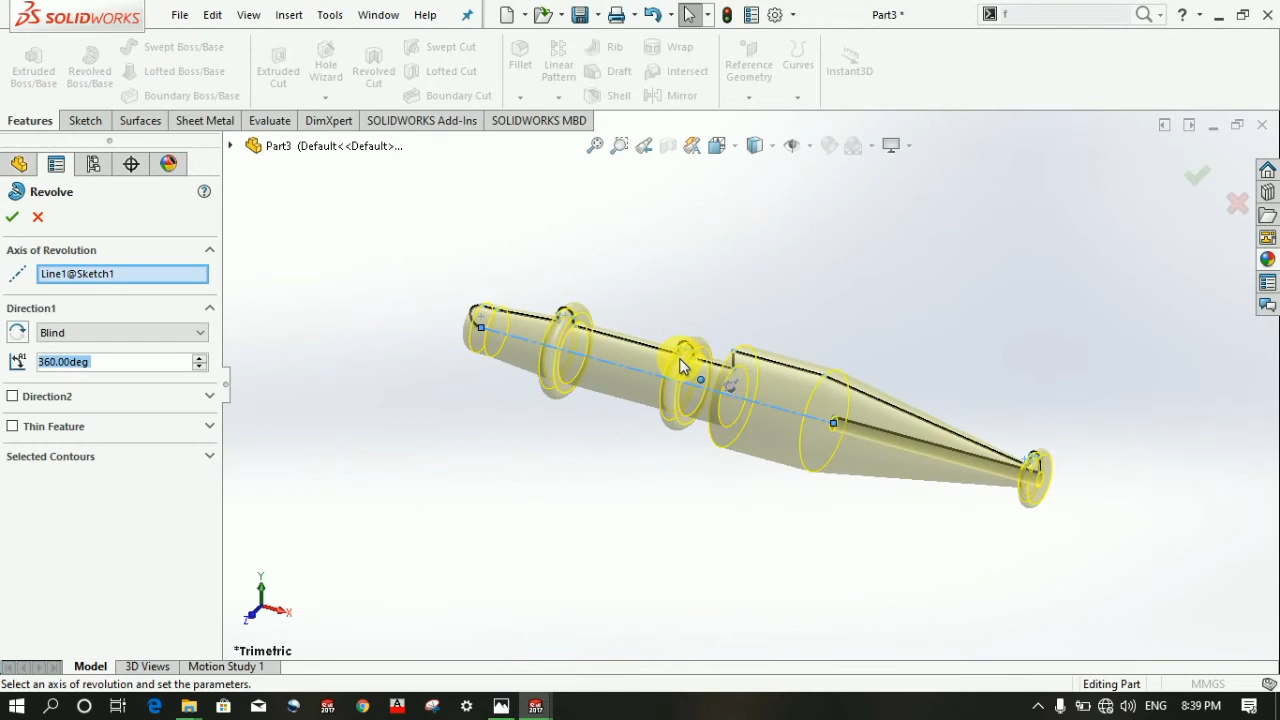 3S SOLIDWORKS File Edit View Insert Tools Window Help Part3 * f ?
Extruded Boss/Base
Revolved Boss/Base
Swept Boss/Base
Lofted Boss/Base
Boundary Boss/Base
Extruded Cut
Hole Wizard
Revolved Cut
Swept Cut
Lofted Cut
Boundary Cut
Fillet
Linear Pattern
Rib
Draft
Shell
Wrap
Intersect
Mirror
Reference Geometry
Curves
Instant3D
Features Sketch Surfaces Sheet Metal Evaluate DimXpert SOLIDWORKS Add-Ins SOLIDWORKS MBD
Part3 (Default<<Default>...
Revolve ?
Axis of Revolution
Line1@Sketch1
Direction1
Blind
360.00deg
Direction2
Thin Feature
Selected Contours
Y
X
Z
*Trimetric
Model 3D Views Motion Study 1
Select an axis of revolution and set the parameters. Editing Part MMGS
ENG 8:39 PM